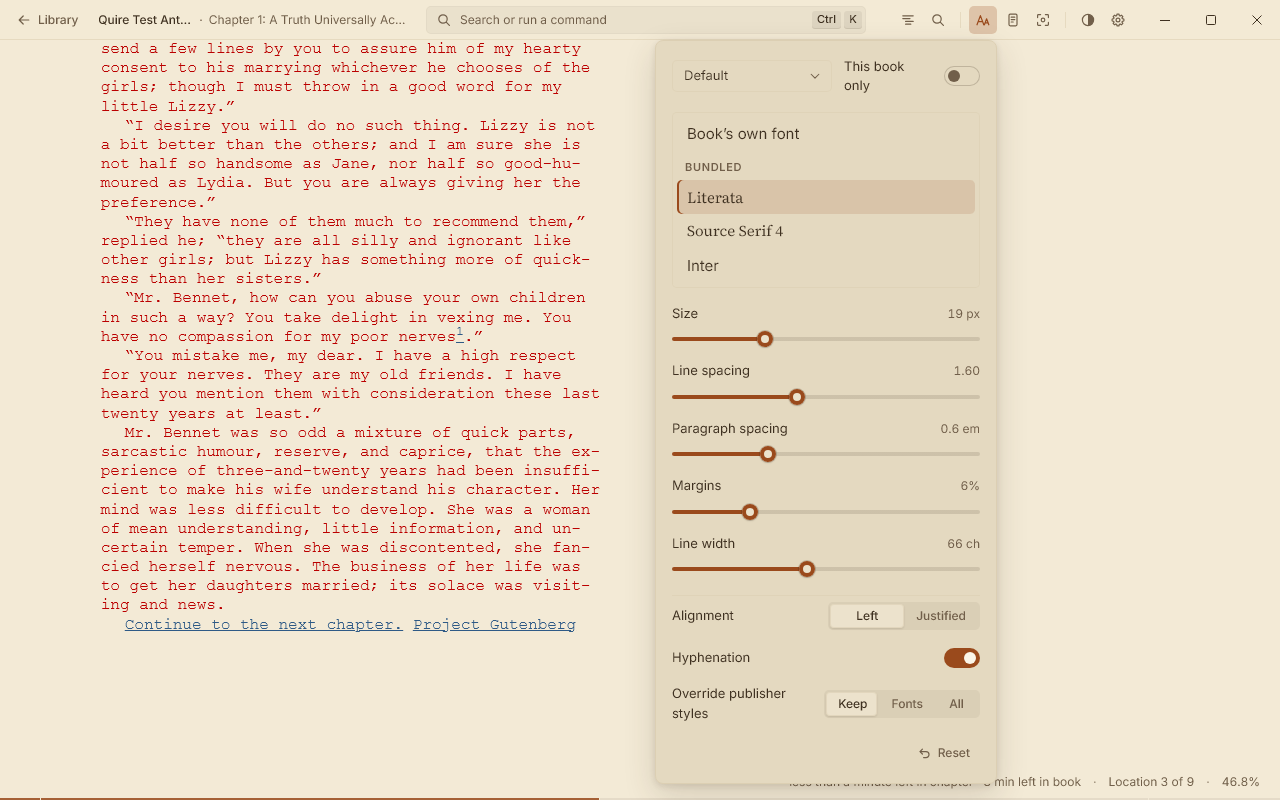 Library
Quire Test Ant... · Chapter 1: A Truth Universally Ac...
Search or run a command
Ctrl K
send a few lines by you to assure him of my hearty
consent to his marrying whichever he chooses of the
girls; though I must throw in a good word for my
little Lizzy.”
“I desire you will do no such thing. Lizzy is not
a bit better than the others; and I am sure she is
not half so handsome as Jane, nor half so good-hu-
moured as Lydia. But you are always giving her the
preference.”
“They have none of them much to recommend them,”
replied he; “they are all silly and ignorant like
other girls; but Lizzy has something more of quick-
ness than her sisters.”
“Mr. Bennet, how can you abuse your own children
in such a way? You take delight in vexing me. You
have no compassion for my poor nerves1.”
“You mistake me, my dear. I have a high respect
for your nerves. They are my old friends. I have
heard you mention them with consideration these last
twenty years at least.”
Mr. Bennet was so odd a mixture of quick parts,
sarcastic humour, reserve, and caprice, that the ex-
perience of three-and-twenty years had been insuffi-
cient to make his wife understand his character. Her
mind was less difficult to develop. She was a woman
of mean understanding, little information, and un-
certain temper. When she was discontented, she fan-
cied herself nervous. The business of her life was
to get her daughters married; its solace was visit-
ing and news.
Continue to the next chapter. Project Gutenberg
Default
This book
only
Book’s own font
BUNDLED
Literata
Source Serif 4
Inter
Size 19 px
Line spacing 1.60
Paragraph spacing 0.6 em
Margins 6%
Line width 66 ch
Alignment Left Justified
Hyphenation
Override publisher
styles
Keep Fonts All
Reset
min left in book · Location 3 of 9 · 46.8%